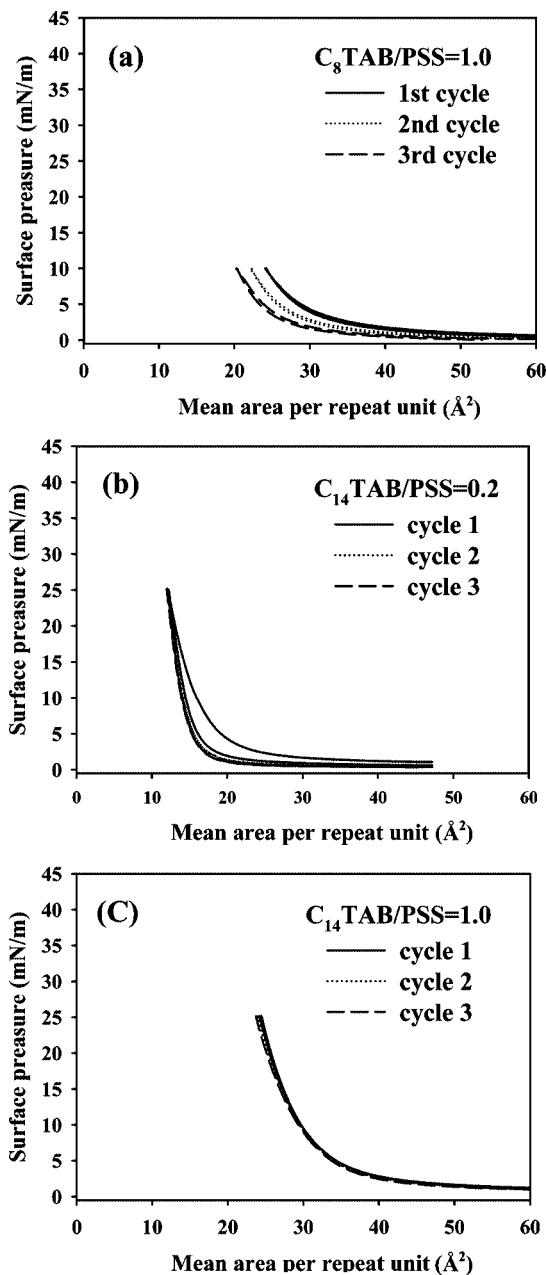 (a)
C8TAB/PSS=1.0
1st cycle
2nd cycle
3rd cycle
Surface preasure (mN/m)
45
40
35
30
25
20
15
10
5
0
0 10 20 30 40 50 60
Mean area per repeat unit (Å²)
(b)
C14TAB/PSS=0.2
cycle 1
cycle 2
cycle 3
Surface preasure (mN/m)
45
40
35
30
25
20
15
10
5
0
0 10 20 30 40 50 60
Mean area per repeat unit (Å²)
(C)
C14TAB/PSS=1.0
cycle 1
cycle 2
cycle 3
Surface preasure (mN/m)
45
40
35
30
25
20
15
10
5
0
0 10 20 30 40 50 60
Mean area per repeat unit (Å²)